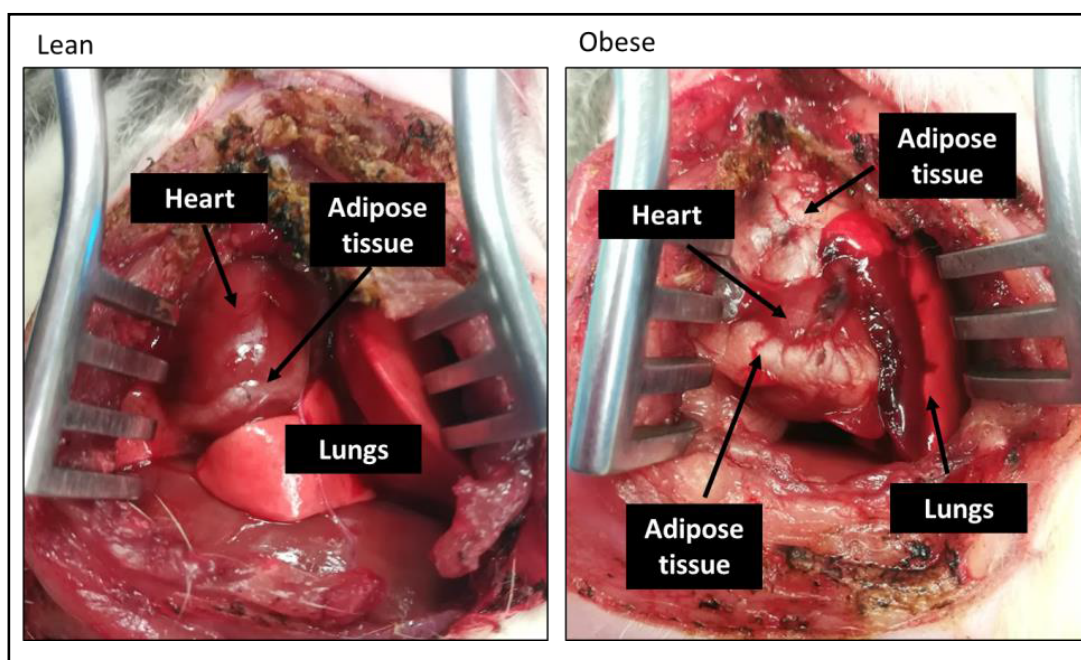 Lean
Heart
Adipose
tissue
Lungs
Obese
Adipose
tissue
Heart
Adipose
tissue
Lungs